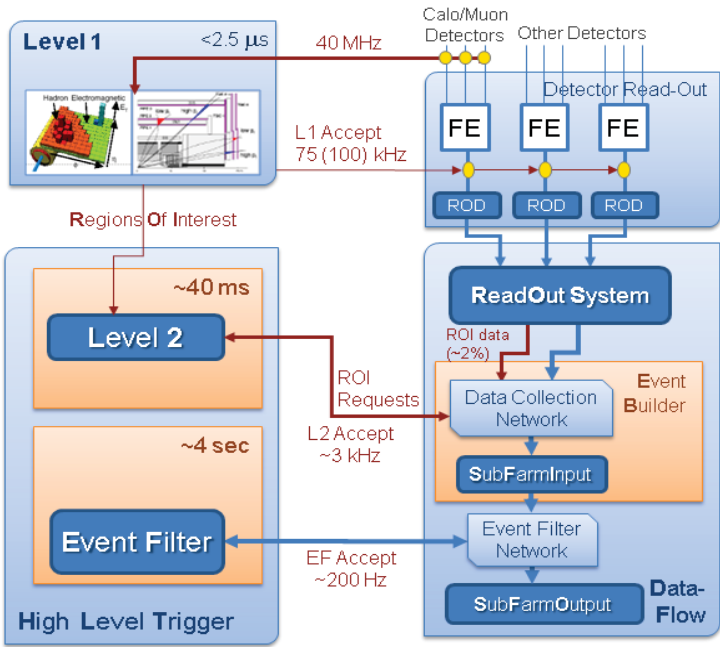 Level 1
<2.5 μs
Hadron Electromagnetic
40 MHz
Calo/Muon
Detectors
Other Detectors
Detector Read-Out
FE
FE
FE
L1 Accept
75 (100) kHz
ROD
ROD
ROD
Regions Of Interest
~40 ms
Level 2
ReadOut System
ROI data
(~2%)
ROI
Requests
L2 Accept
~3 kHz
Event
Builder
Data Collection
Network
SubFarmInput
~4 sec
Event Filter
EF Accept
~200 Hz
Event Filter
Network
SubFarmOutput
High Level Trigger
Data-
Flow